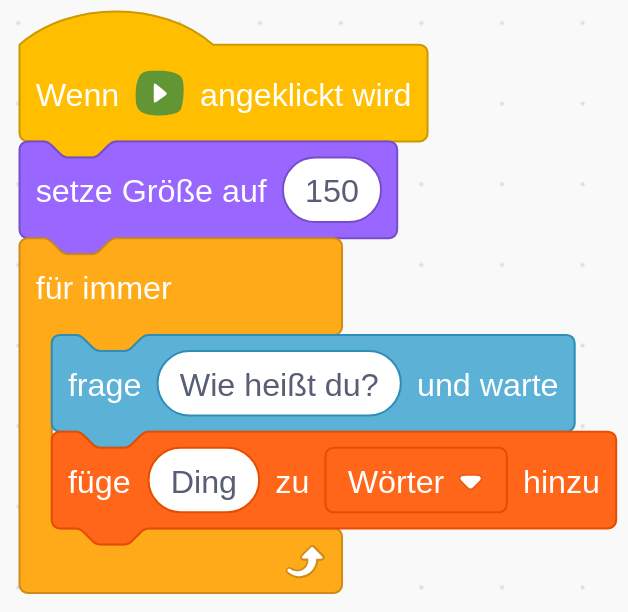 Wenn angeklickt wird
setze Größe auf 150
für immer
frage Wie heißt du? und warte
füge Ding zu Wörter hinzu